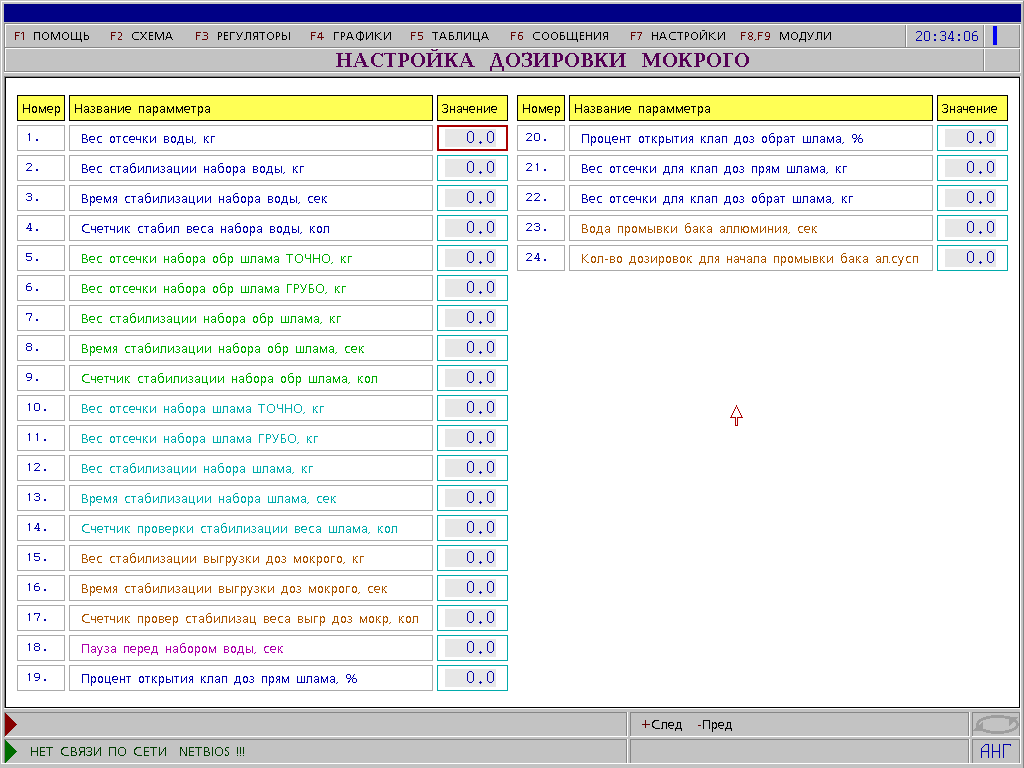 F1 ПОМОЩЬ F2 СХЕМА F3 РЕГУЛЯТОРЫ F4 ГРАФИКИ F5 ТАБЛИЦА F6 СООБЩЕНИЯ F7 НАСТРОЙКИ F8,F9 МОДУЛИ 20:34:06
НАСТРОЙКА ДОЗИРОВКИ МОКРОГО
Номер Название парамметра Значение
1. Вес отсечки воды, кг 0.0
2. Вес стабилизации набора воды, кг 0.0
3. Время стабилизации набора воды, сек 0.0
4. Счетчик стабил веса набора воды, кол 0.0
5. Вес отсечки набора обр шлама ТОЧНО, кг 0.0
6. Вес отсечки набора обр шлама ГРУБО, кг 0.0
7. Вес стабилизации набора обр шлама, кг 0.0
8. Время стабилизации набора обр шлама, сек 0.0
9. Счетчик стабилизации набора обр шлама, кол 0.0
10. Вес отсечки набора шлама ТОЧНО, кг 0.0
11. Вес отсечки набора шлама ГРУБО, кг 0.0
12. Вес стабилизации набора шлама, кг 0.0
13. Время стабилизации набора шлама, сек 0.0
14. Счетчик проверки стабилизации веса шлама, кол 0.0
15. Вес стабилизации выгрузки доз мокрого, кг 0.0
16. Время стабилизации выгрузки доз мокрого, сек 0.0
17. Счетчик провер стабилизац веса выгр доз мокр, кол 0.0
18. Пауза перед набором воды, сек 0.0
19. Процент открытия клап доз прям шлама, % 0.0
Номер Название парамметра Значение
20. Процент открытия клап доз обрат шлама, % 0.0
21. Вес отсечки для клап доз прям шлама, кг 0.0
22. Вес отсечки для клап доз обрат шлама, кг 0.0
23. Вода промывки бака аллюминия, сек 0.0
24. Кол-во дозировок для начала промывки бака ал.сусп 0.0
+След -Пред
НЕТ СВЯЗИ ПО СЕТИ NETBIOS !!!
АНГ